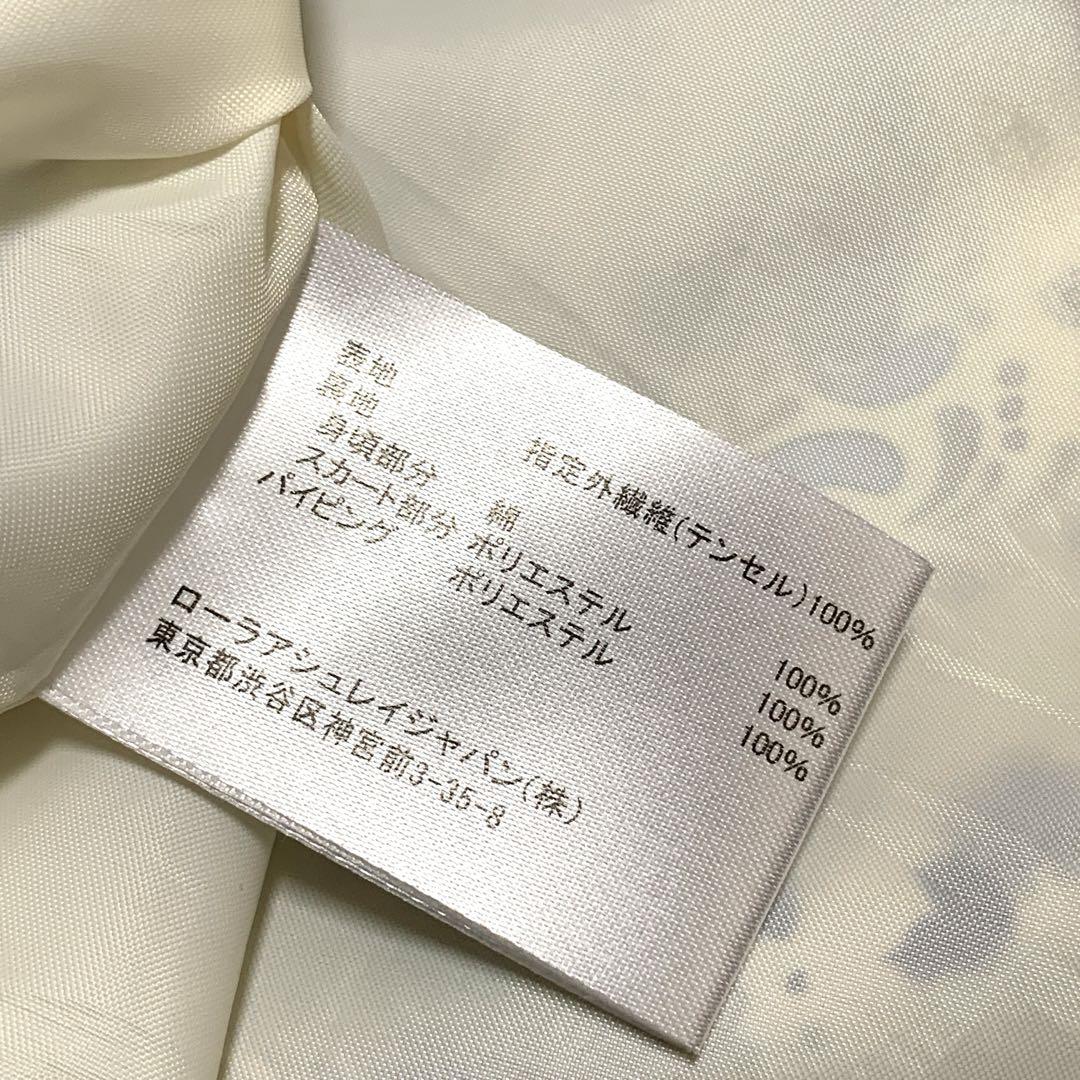 表地 指定外繊維(テンセル)100%
裏地
身頃部分 綿 100%
スカート部分 ポリエステル 100%
パイピング ポリエステル 100%
ローラアシュレイジャパン(株)
東京都渋谷区神宮前3-35-8